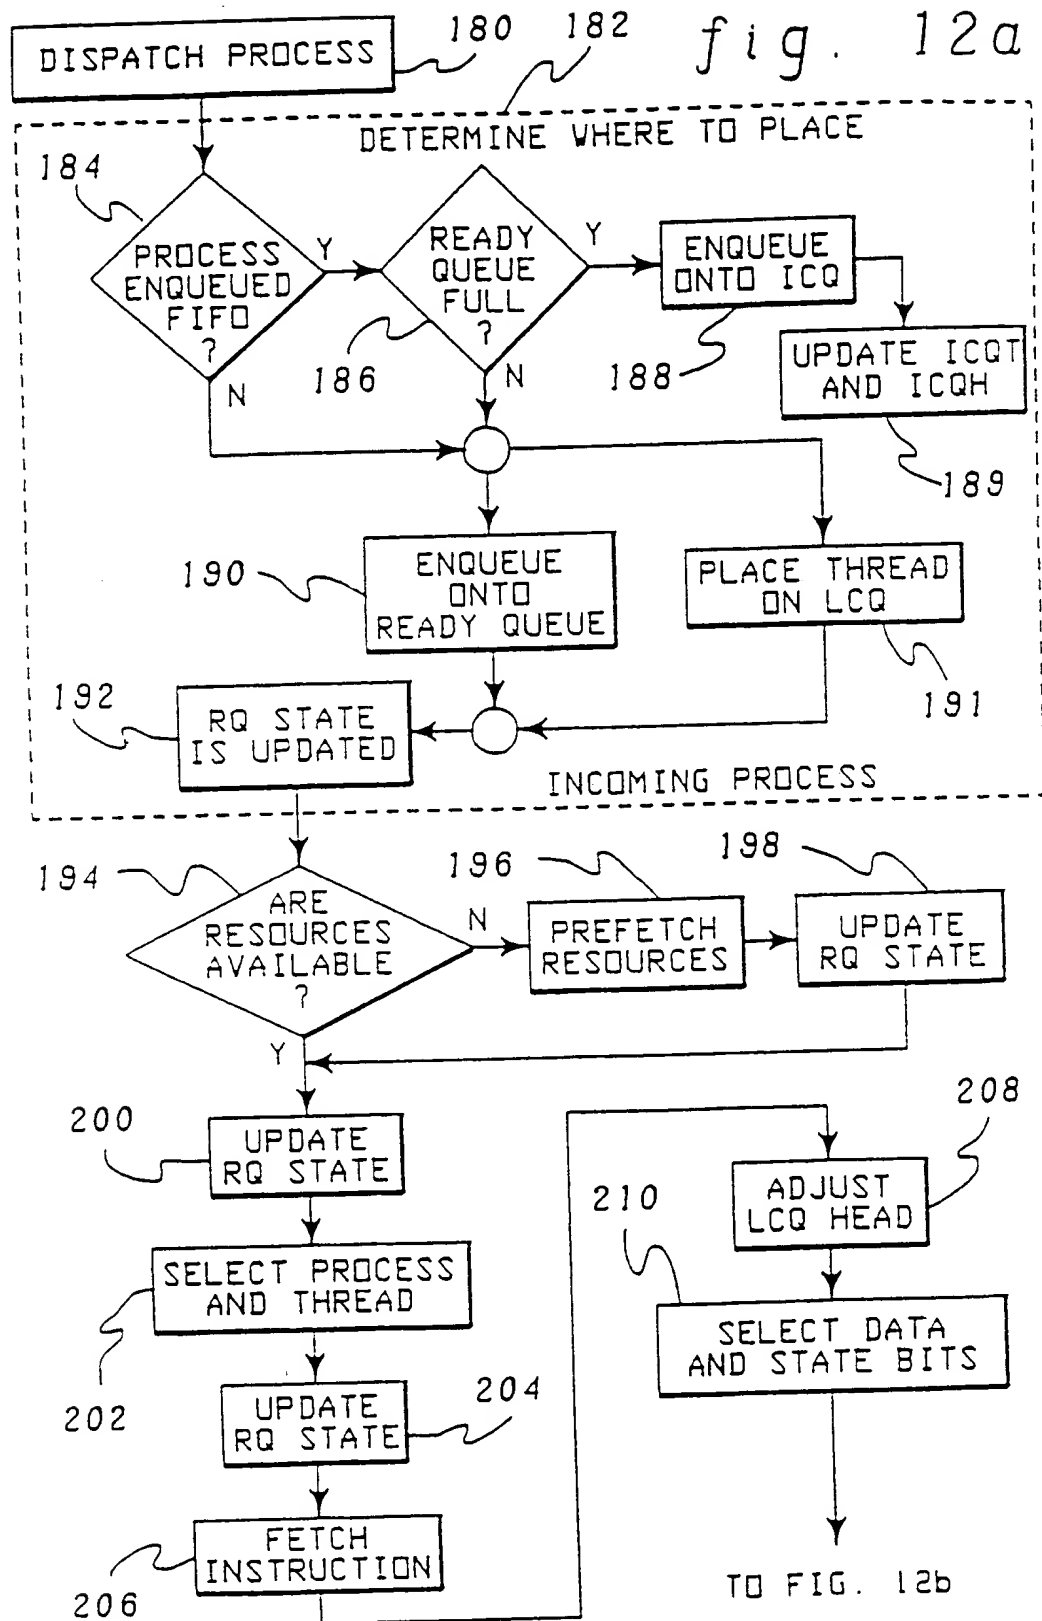 fig. 12a
180
182
DISPATCH PROCESS
DETERMINE WHERE TO PLACE
184
PROCESS
ENQUEUED
FIFO
?
Y
N
READY
QUEUE
FULL
?
186
Y
N
ENQUEUE
ONTO ICQ
188
UPDATE ICQT
AND ICQH
189
190
ENQUEUE
ONTO
READY QUEUE
PLACE THREAD
ON LCQ
191
192
RQ STATE
IS UPDATED
INCOMING PROCESS
194
ARE
RESOURCES
AVAILABLE
?
N
Y
196
PREFETCH
RESOURCES
198
UPDATE
RQ STATE
200
UPDATE
RQ STATE
SELECT PROCESS
AND THREAD
202
UPDATE
RQ STATE
204
FETCH
INSTRUCTION
206
208
ADJUST
LCQ HEAD
210
SELECT DATA
AND STATE BITS
TO FIG. 12b